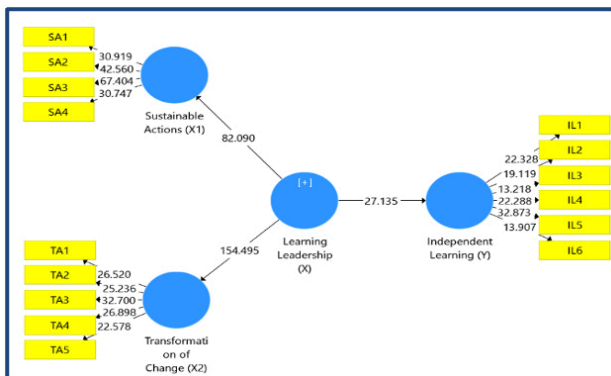 SA1
SA2
SA3
SA4
30.919
42.560
67.404
30.747
Sustainable
Actions (X1)
82.090
[+]
Learning
Leadership
(X)
27.135
154.495
TA1
TA2
TA3
TA4
TA5
26.520
25.236
32.700
26.898
22.578
Transformati
on of
Change (X2)
Independent
Learning (Y)
22.328
19.119
13.218
22.288
32.873
13.907
IL1
IL2
IL3
IL4
IL5
IL6